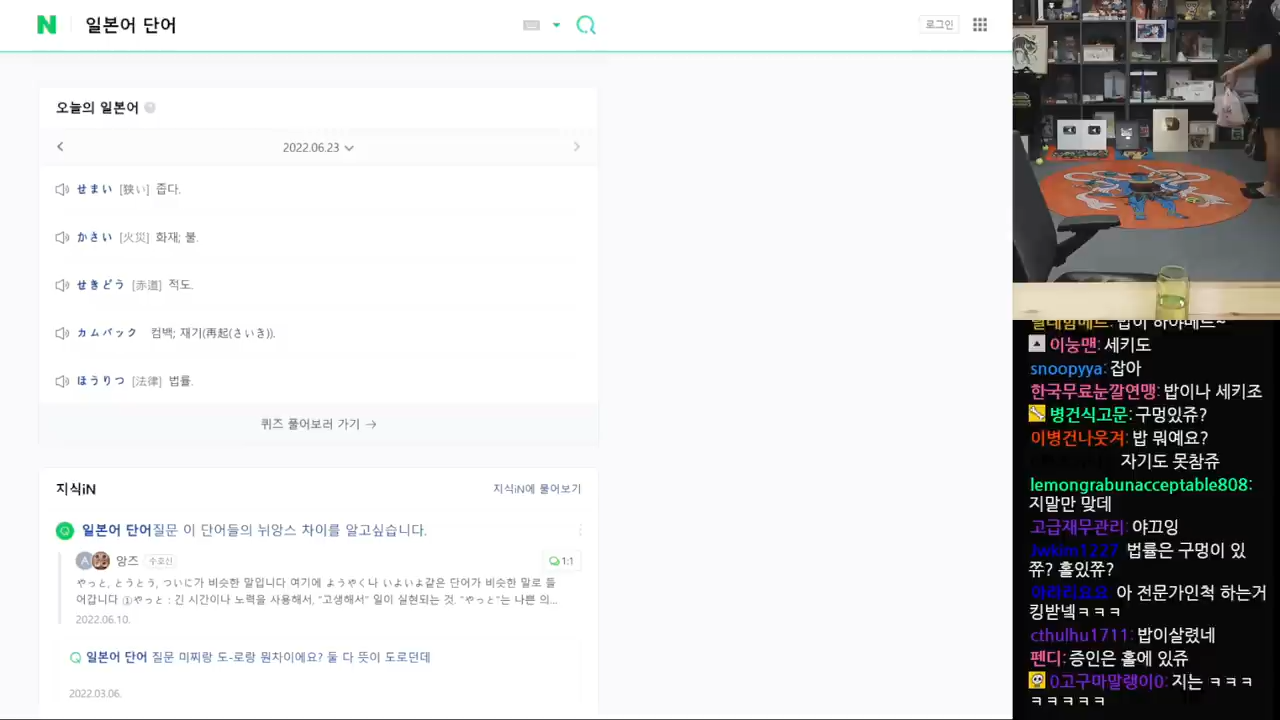 N 일본어 단어
로그인
오늘의 일본어
2022.06.23
せまい [狭い] 좁다.
かさい [火災] 화재; 불.
せきどう [赤道] 적도.
カムバック 컴백; 재기(再起(さいき)).
ほうりつ [法律] 법률.
퀴즈 풀어보러 가기 →
지식iN
지식iN에 물어보기
일본어 단어질문 이 단어들의 뉘앙스 차이를 알고싶습니다.
앙즈 수호신
1:1
やっと, とうとう, ついに가 비슷한 말입니다 여기에 ようやく나 いよいよ같은 단어가 비슷한 말로 들
어갑니다 ①やっと : 긴 시간이나 노력을 사용해서, "고생해서" 일이 실현되는 것. "やっと"는 나쁜 의...
2022.06.10.
일본어 단어 질문 미찌랑 도-로랑 뭔차이에요? 둘 다 뜻이 도로던데
2022.03.06.
이눙맨: 세키도
snoopyya: 잡아
한국무료눈깔연맹: 밥이나 세키조
병건식고문: 구멍있쥬?
이병건나웃겨: 밥 뭐예요?
자기도 못참쥬
lemongrabunacceptable808:
지말만 맞데
고급재무관리: 야끄잉
Jwkim1227: 법률은 구멍이 있
쮸? 홀있쮸?
아라리요요: 아 전문가인척 하는거
킹받넼ㅋㅋㅋ
cthulhu1711: 밥이살렸네
펜디: 증인은 홀에 있쥬
0고구마말랭이0: 지는 ㅋㅋㅋ
ㅋㅋㅋㅋㅋ